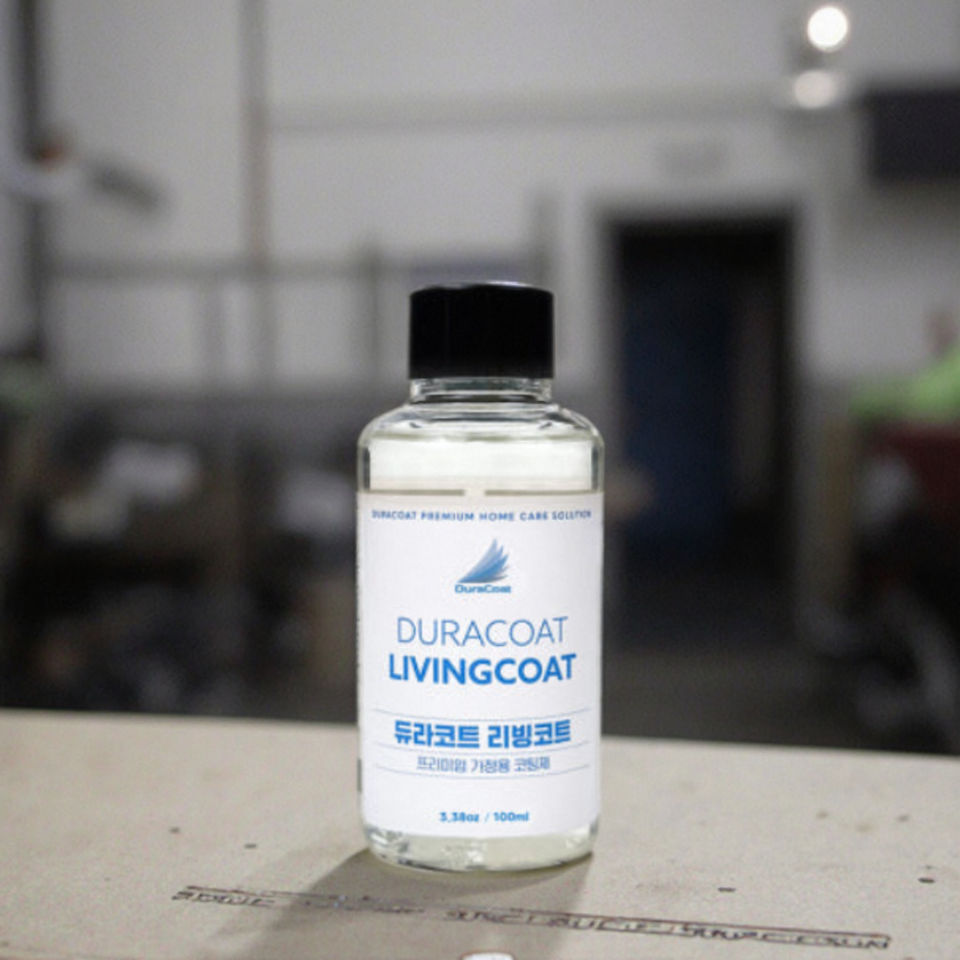 DURACOAT PREMIUM HOME CARE SOLUTION
DuraCoat
DURACOAT
LIVINGCOAT
듀라코트 리빙코트
프리미엄 가정용 코팅제
3,38oz / 100ml